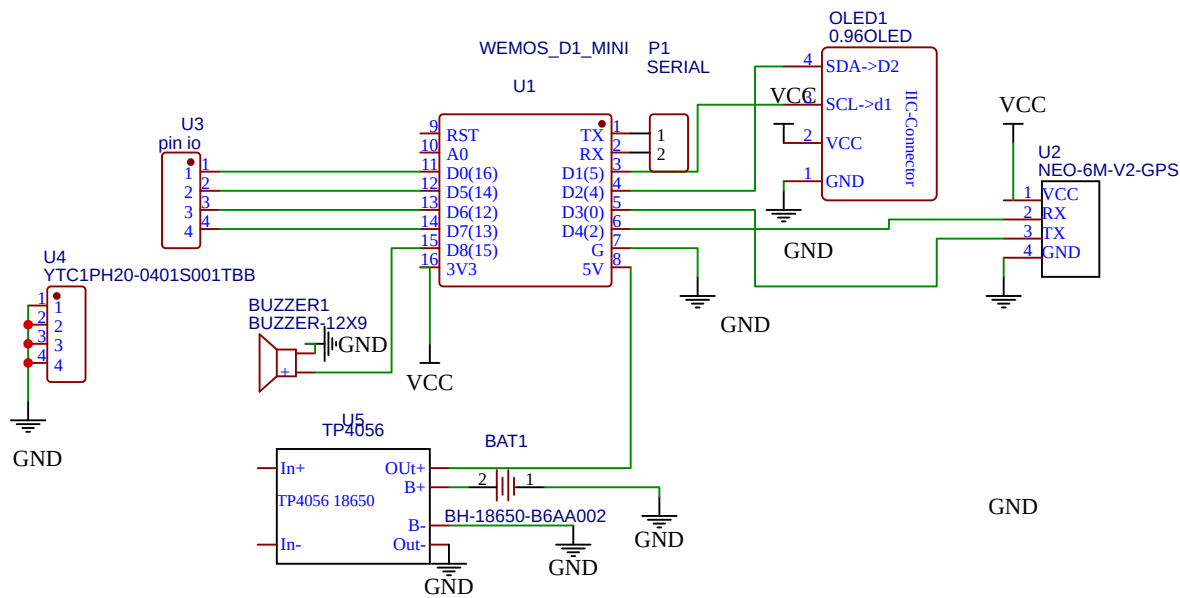 OLED1
0.96OLED
4
SDA->D2
3
SCL->d1
2
VCC
1
GND
IIC-Connector
VCC
GND
WEMOS_D1_MINI
U1
9
RST
10
A0
11
D0(16)
12
D5(14)
13
D6(12)
14
D7(13)
15
D8(15)
16
3V3
TX
1
RX
2
D1(5)
3
D2(4)
4
D3(0)
5
D4(2)
6
G
7
5V
8
P1
SERIAL
1
2
VCC
U2
NEO-6M-V2-GPS
1
VCC
2
RX
3
TX
4
GND
U3
pin io
1
1
2
2
3
3
4
4
U4
YTC1PH20-0401S001TBB
1
1
2
2
3
3
4
4
GND
BUZZER1
BUZZER-12X9
+
GND
VCC
GND
U5
TP4056
In+
OUt+
B+
TP4056 18650
B-
In-
Out-
BAT1
2
1
BH-18650-B6AA002
GND
GND
GND
GND